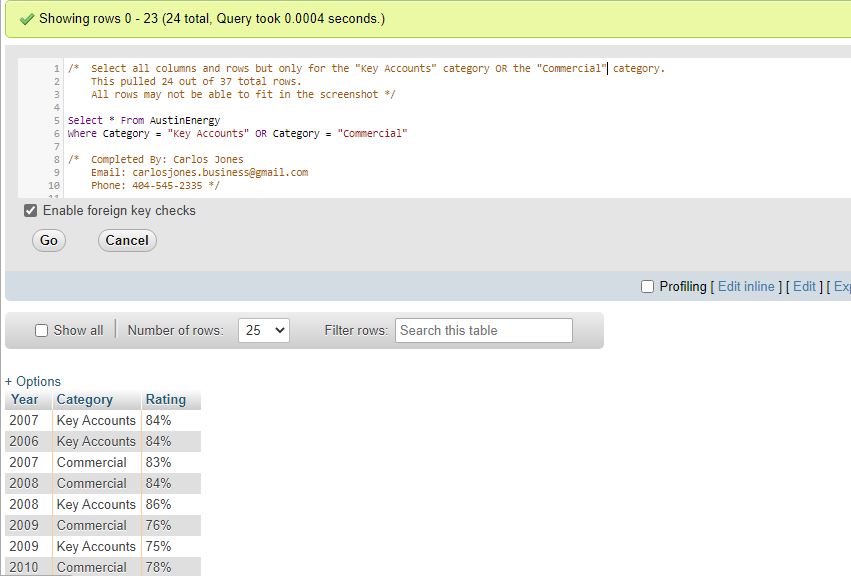 Showing rows 0 - 23 (24 total, Query took 0.0004 seconds.)
1 /* Select all columns and rows but only for the "Key Accounts" category OR the "Commercial" category.
2 This pulled 24 out of 37 total rows.
3 All rows may not be able to fit in the screenshot */
4
5 Select * From AustinEnergy
6 Where Category = "Key Accounts" OR Category = "Commercial"
7
8 /* Completed By: Carlos Jones
9 Email: carlosjones.business@gmail.com
10 Phone: 404-545-2335 */
11
Enable foreign key checks
Go Cancel
Profiling [ Edit inline ] [ Edit ] [ Exp
Show all Number of rows: 25 Filter rows: Search this table
+ Options
Year Category Rating
2007 Key Accounts 84%
2006 Key Accounts 84%
2007 Commercial 83%
2008 Commercial 84%
2008 Key Accounts 86%
2009 Commercial 76%
2009 Key Accounts 75%
2010 Commercial 78%